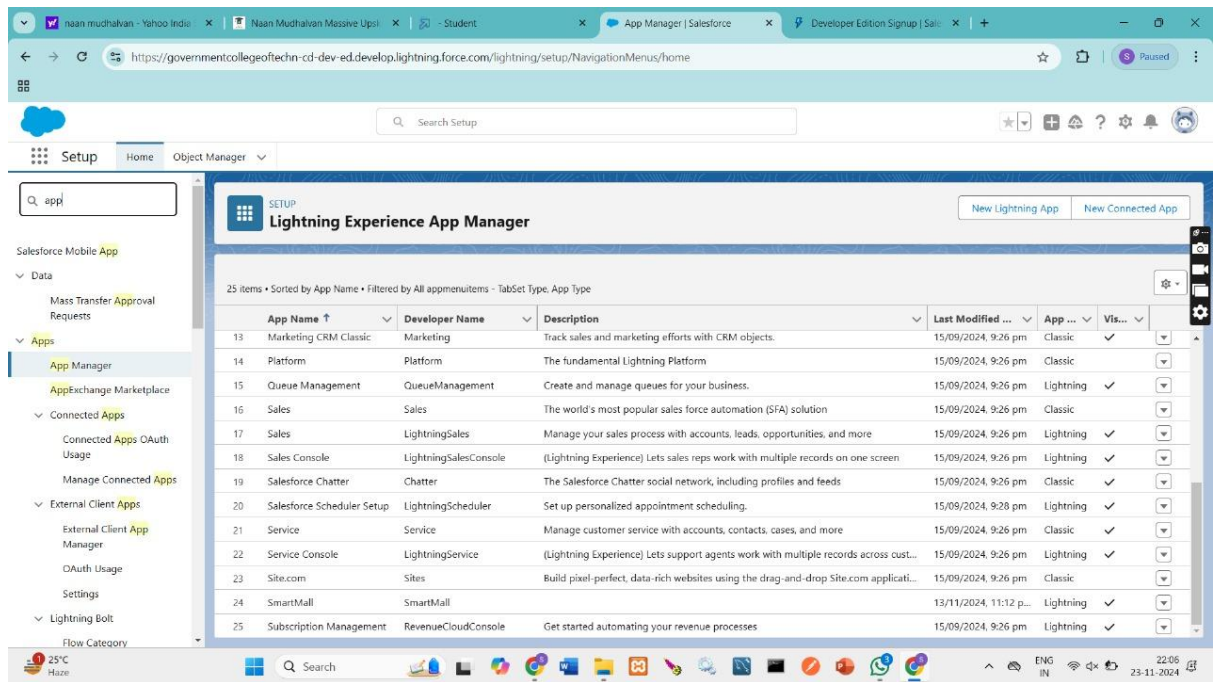 naan mudhalvan - Yahoo India
Naan Mudhalvan Massive Upsk
- Student
App Manager | Salesforce
Developer Edition Signup | Sale
https://governmentcollegeoftechn-cd-dev-ed.develop.lightning.force.com/lightning/setup/NavigationMenus/home
S Paused
Search Setup
Setup Home Object Manager
app
Salesforce Mobile App
Data
Mass Transfer Approval
Requests
Apps
App Manager
AppExchange Marketplace
Connected Apps
Connected Apps OAuth
Usage
Manage Connected Apps
External Client Apps
External Client App
Manager
OAuth Usage
Settings
Lightning Bolt
Flow Category
SETUP
Lightning Experience App Manager
New Lightning App New Connected App
25 items • Sorted by App Name • Filtered by All appmenuitems - TabSet Type, App Type
App Name ↑ Developer Name Description Last Modified ... App ... Vis...
13 Marketing CRM Classic Marketing Track sales and marketing efforts with CRM objects. 15/09/2024, 9:26 pm Classic
14 Platform Platform The fundamental Lightning Platform 15/09/2024, 9:26 pm Classic
15 Queue Management QueueManagement Create and manage queues for your business. 15/09/2024, 9:26 pm Lightning
16 Sales Sales The world's most popular sales force automation (SFA) solution 15/09/2024, 9:26 pm Classic
17 Sales LightningSales Manage your sales process with accounts, leads, opportunities, and more 15/09/2024, 9:26 pm Lightning
18 Sales Console LightningSalesConsole (Lightning Experience) Lets sales reps work with multiple records on one screen 15/09/2024, 9:26 pm Lightning
19 Salesforce Chatter Chatter The Salesforce Chatter social network, including profiles and feeds 15/09/2024, 9:26 pm Classic
20 Salesforce Scheduler Setup LightningScheduler Set up personalized appointment scheduling. 15/09/2024, 9:28 pm Lightning
21 Service Service Manage customer service with accounts, contacts, cases, and more 15/09/2024, 9:26 pm Classic
22 Service Console LightningService (Lightning Experience) Lets support agents work with multiple records across cust... 15/09/2024, 9:26 pm Lightning
23 Site.com Sites Build pixel-perfect, data-rich websites using the drag-and-drop Site.com applicati... 15/09/2024, 9:26 pm Classic
24 SmartMall SmartMall 13/11/2024, 11:12 p... Lightning
25 Subscription Management RevenueCloudConsole Get started automating your revenue processes 15/09/2024, 9:26 pm Lightning
1
25°C
Haze
Search
3
ENG
IN
22:06
23-11-2024